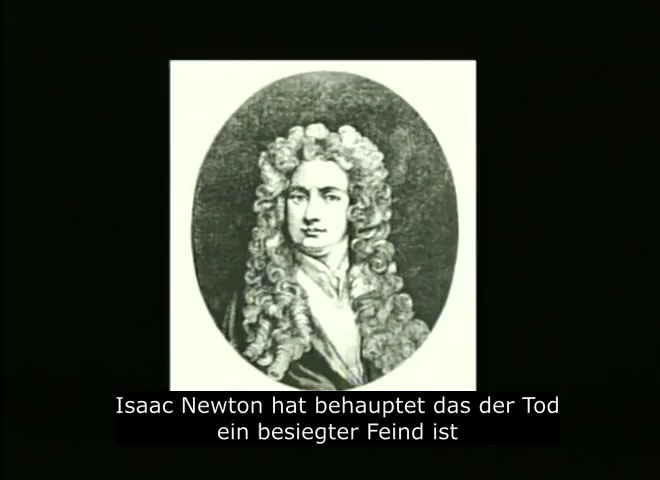 Isaac Newton hat behauptet das der Tod
ein besiegter Feind ist